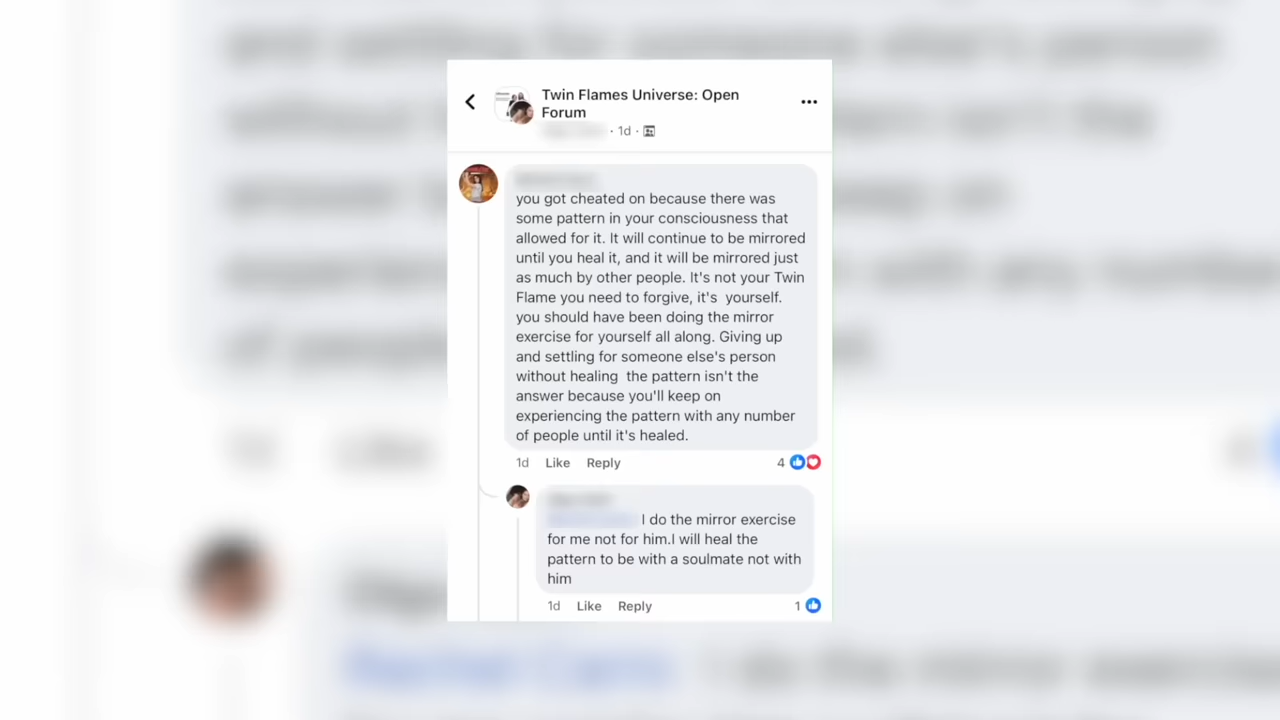 Twin Flames Universe: Open
Forum
· 1d ·
you got cheated on because there was
some pattern in your consciousness that
allowed for it. It will continue to be mirrored
until you heal it, and it will be mirrored just
as much by other people. It's not your Twin
Flame you need to forgive, it's  yourself.
you should have been doing the mirror
exercise for yourself all along. Giving up
and settling for someone else's person
without healing  the pattern isn't the
answer because you'll keep on
experiencing the pattern with any number
of people until it's healed.
1d Like Reply 4
I do the mirror exercise
for me not for him.I will heal the
pattern to be with a soulmate not with
him
1d Like Reply 1